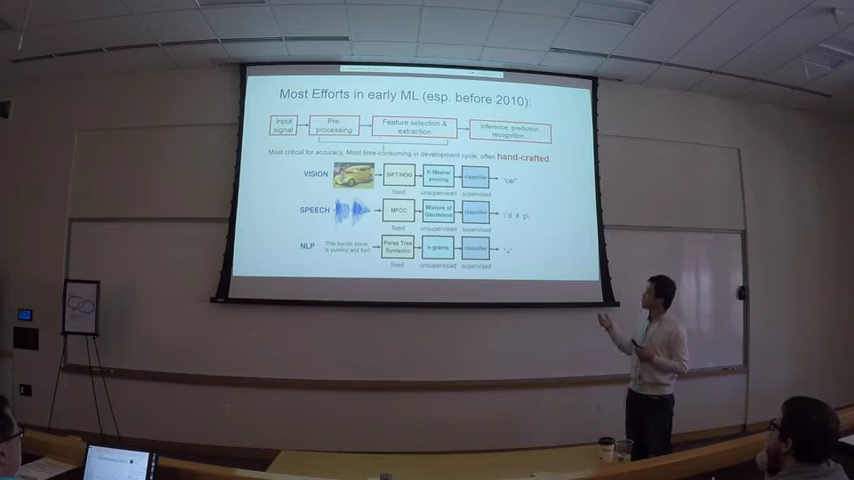 Most Efforts in early ML (esp. before 2010):
Input signal
Pre-processing
Feature selection & extraction
Inference, prediction, recognition...
Most critical for accuracy, Most time-consuming in development cycle, often hand-crafted
VISION
SIFT/HOG
K-Means pooling
classifier
"car"
fixed
unsupervised
supervised
SPEECH
MFCC
Mixture of Gaussians
classifier
\ˈd ē p\
fixed
unsupervised
supervised
NLP
This burrito place is yummy and fun!
Parse Tree Syntactic
n-grams
classifier
"+"
fixed
unsupervised
supervised